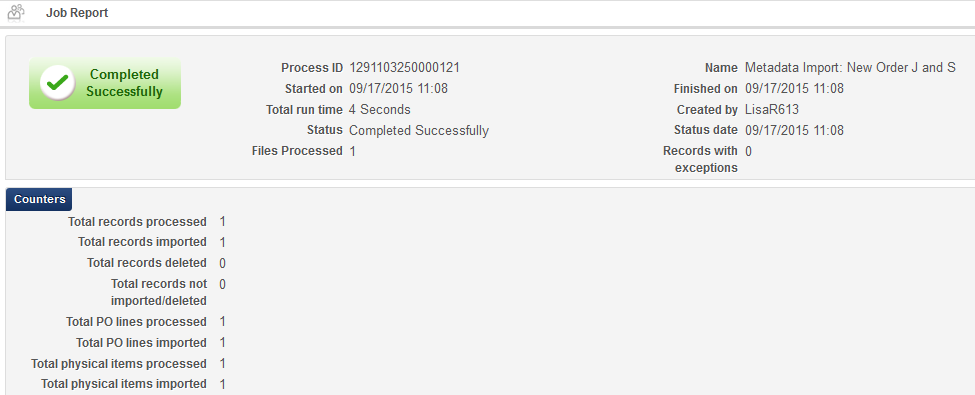 Job Report
Completed
Successfully
Process ID 1291103250000121
Started on 09/17/2015 11:08
Total run time 4 Seconds
Status Completed Successfully
Files Processed 1
Name Metadata Import: New Order J and S
Finished on 09/17/2015 11:08
Created by LisaR613
Status date 09/17/2015 11:08
Records with 0
exceptions
Counters
Total records processed 1
Total records imported 1
Total records deleted 0
Total records not 0
imported/deleted
Total PO lines processed 1
Total PO lines imported 1
Total physical items processed 1
Total physical items imported 1